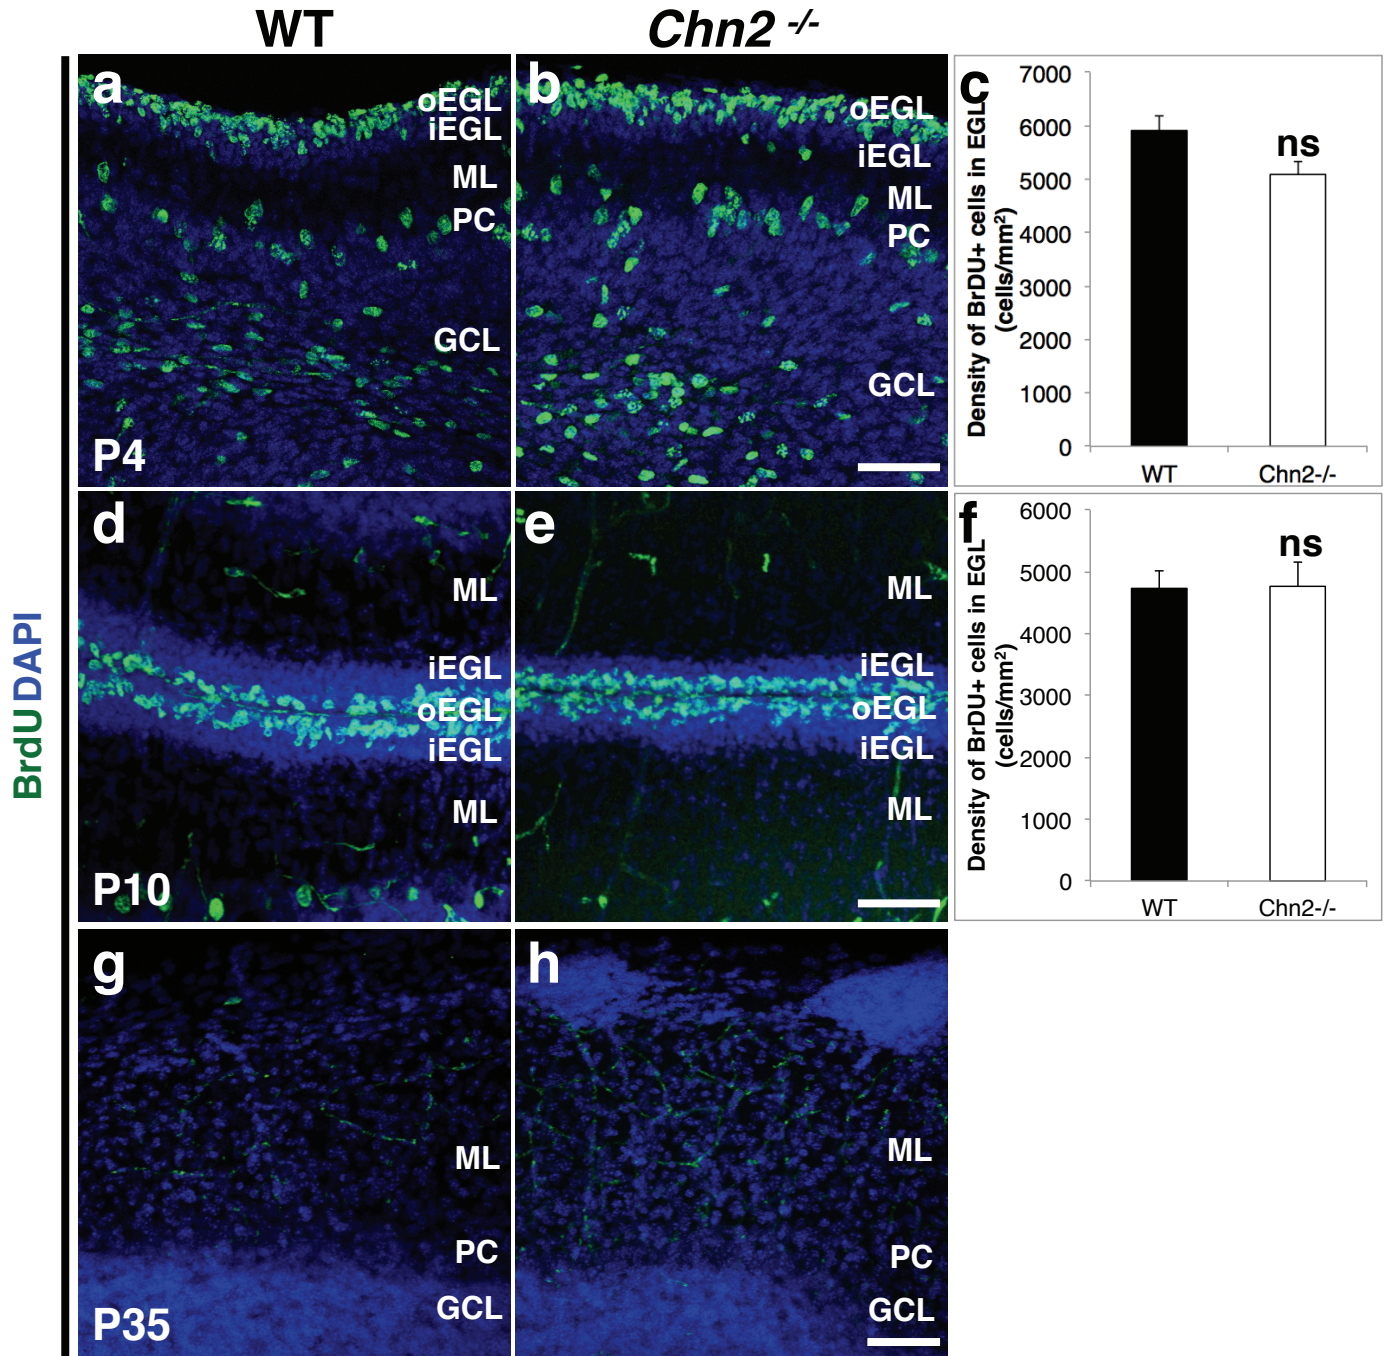 WT
Chn2 -/-
BrdU DAPI
a
oEGL
iEGL
ML
PC
GCL
P4
b
oEGL
iEGL
ML
PC
GCL
c
Density of BrDU+ cells in EGL
(cells/mm²)
7000
6000
5000
4000
3000
2000
1000
0
ns
WT
Chn2-/-
d
ML
iEGL
oEGL
iEGL
ML
P10
e
ML
iEGL
oEGL
iEGL
ML
f
Density of BrDU+ cells in EGL
(cells/mm²)
6000
5000
4000
3000
2000
1000
0
ns
WT
Chn2-/-
g
ML
PC
GCL
P35
h
ML
PC
GCL